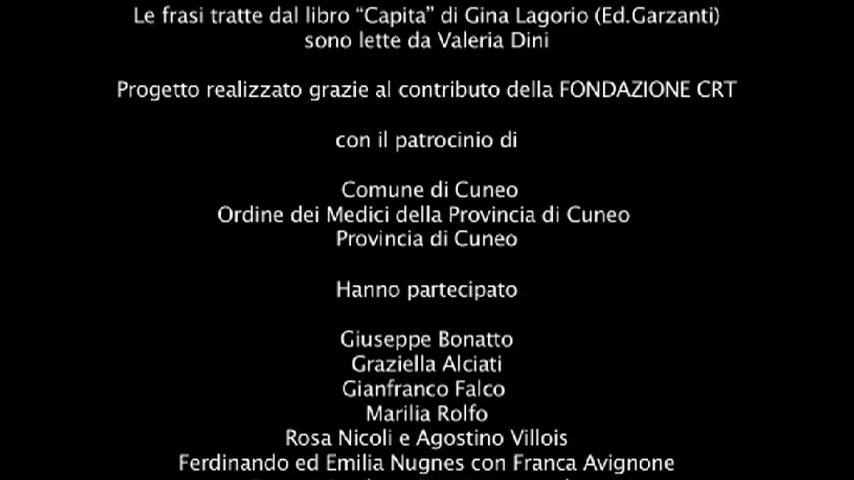 Le frasi tratte dal libro “Capita” di Gina Lagorio (Ed.Garzanti)
sono lette da Valeria Dini
Progetto realizzato grazie al contributo della FONDAZIONE CRT
con il patrocinio di
Comune di Cuneo
Ordine dei Medici della Provincia di Cuneo
Provincia di Cuneo
Hanno partecipato
Giuseppe Bonatto
Graziella Alciati
Gianfranco Falco
Marilia Rolfo
Rosa Nicoli e Agostino Villois
Ferdinando ed Emilia Nugnes con Franca Avignone